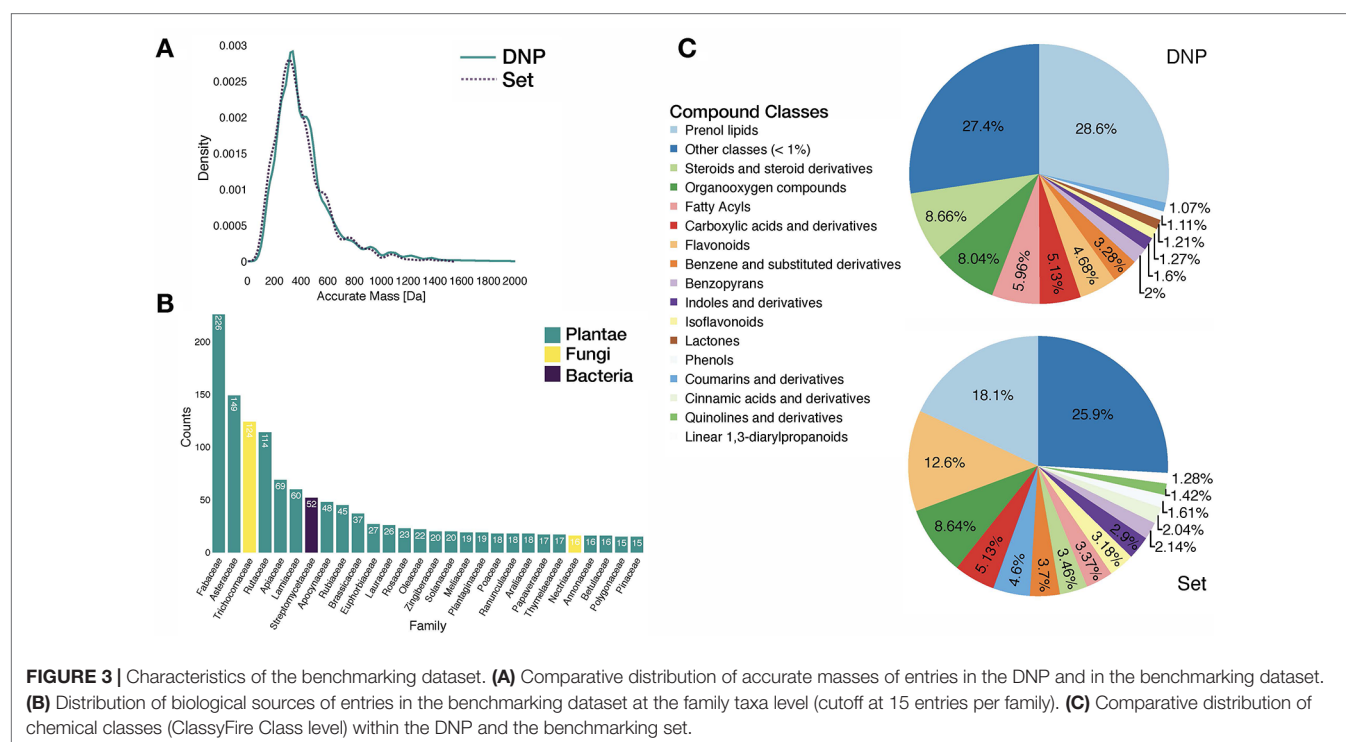 A
0.003
0.0025
0.002
0.0015
0.001
0.0005
0
Density
0 200 400 600 800 1000 1200 1400 1600 1800 2000
Accurate Mass [Da]
DNP
Set
B
200
150
100
50
0
Counts
226
149
124
114
69
60
52
48
45
37
27
26
23
22
20
20
19
19
18
18
18
17
17
16
16
16
15
15
Fabaceae
Asteraceae
Trichocomaceae
Rutaceae
Apiaceae
Lamiaceae
Streptomycetaceae
Apocynaceae
Rubiaceae
Brassicaceae
Euphorbiaceae
Lauraceae
Rosaceae
Oleaceae
Zingiberaceae
Solanaceae
Meliaceae
Plantaginaceae
Poaceae
Ranunculaceae
Araliaceae
Papaveraceae
Thymelaeaceae
Nectriaceae
Annonaceae
Betulaceae
Polygonaceae
Pinaceae
Family
Plantae
Fungi
Bacteria
C
Compound Classes
Prenol lipids
Other classes (< 1%)
Steroids and steroid derivatives
Organooxygen compounds
Fatty Acyls
Carboxylic acids and derivatives
Flavonoids
Benzene and substituted derivatives
Benzopyrans
Indoles and derivatives
Isoflavonoids
Lactones
Phenols
Coumarins and derivatives
Cinnamic acids and derivatives
Quinolines and derivatives
Linear 1,3-diarylpropanoids
DNP
28.6%
27.4%
8.66%
8.04%
5.96%
5.13%
4.68%
3.28%
2%
1.6%
1.27%
1.21%
1.11%
1.07%
18.1%
25.9%
12.6%
8.64%
5.13%
4.6%
3.7%
3.46%
3.37%
3.18%
2.9%
2.14%
2.04%
1.61%
1.42%
1.28%
Set
FIGURE 3 | Characteristics of the benchmarking dataset. (A) Comparative distribution of accurate masses of entries in the DNP and in the benchmarking dataset.
(B) Distribution of biological sources of entries in the benchmarking dataset at the family taxa level (cutoff at 15 entries per family). (C) Comparative distribution of
chemical classes (ClassyFire Class level) within the DNP and the benchmarking set.